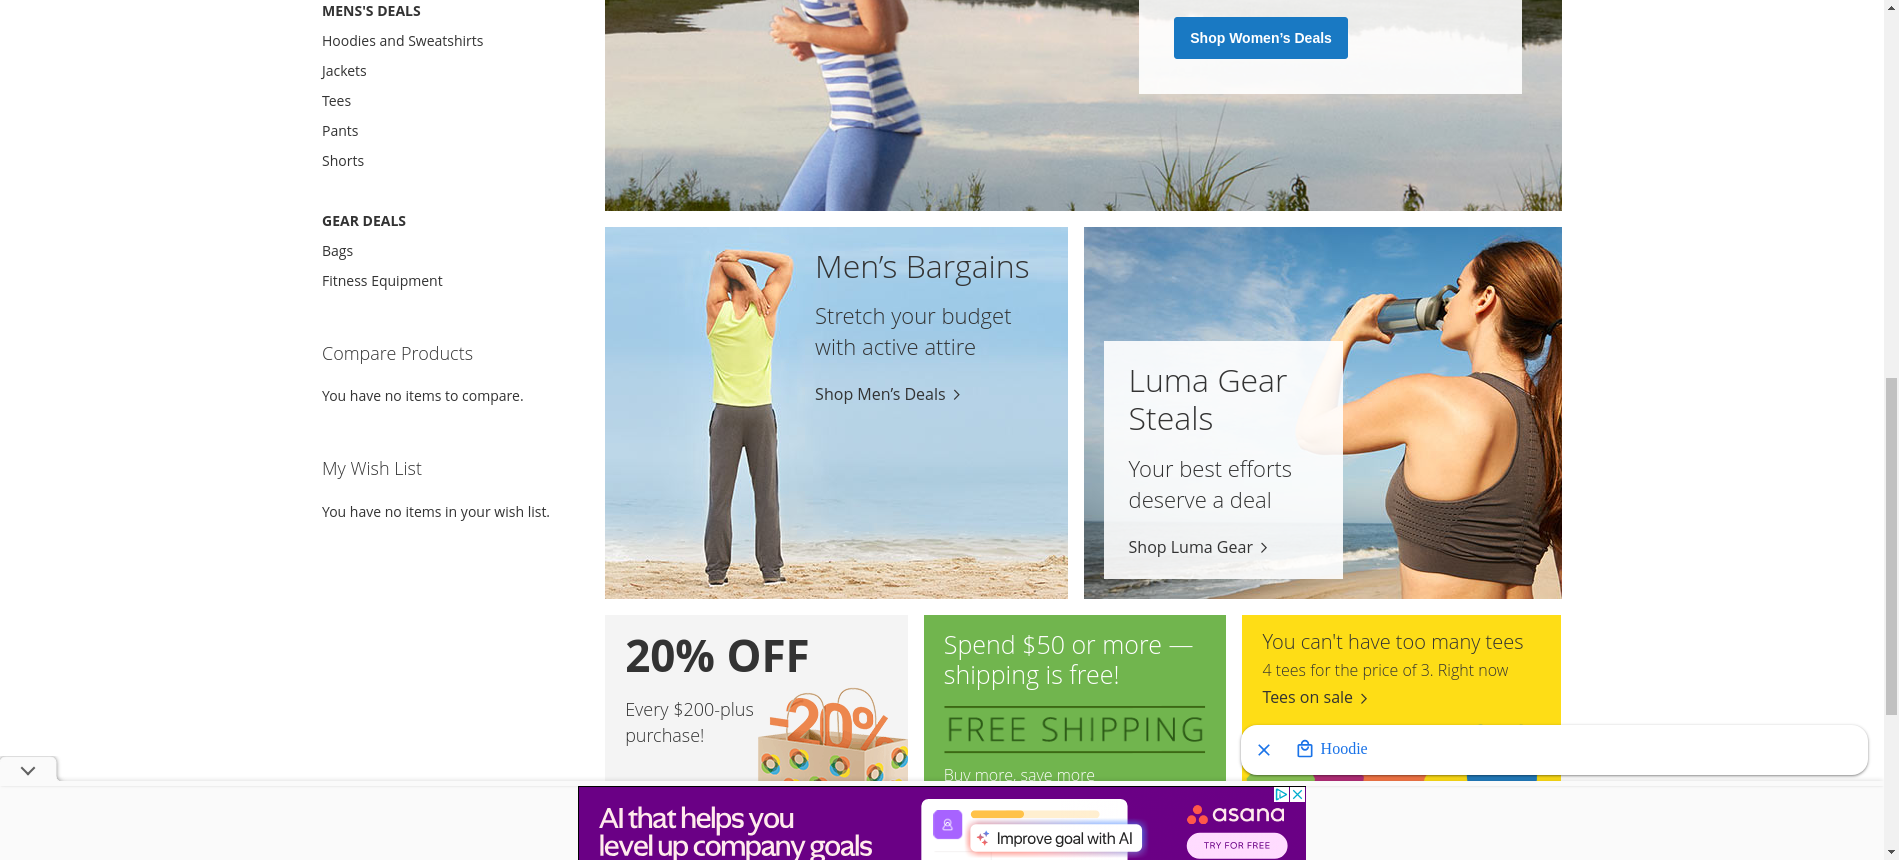 MENS'S DEALS
Hoodies and Sweatshirts
Jackets
Tees
Pants
Shorts
GEAR DEALS
Bags
Fitness Equipment
Compare Products
You have no items to compare.
My Wish List
You have no items in your wish list.
Shop Women’s Deals
Men’s Bargains
Stretch your budget
with active attire
Shop Men’s Deals
Luma Gear
Steals
Your best efforts
deserve a deal
Shop Luma Gear
20% OFF
Every $200-plus
purchase!
-20%
Spend $50 or more —
shipping is free!
FREE SHIPPING
Buy more, save more
You can't have too many tees
4 tees for the price of 3. Right now
Tees on sale
Hoodie
AI that helps you
level up company goals
Improve goal with AI
asana
TRY FOR FREE